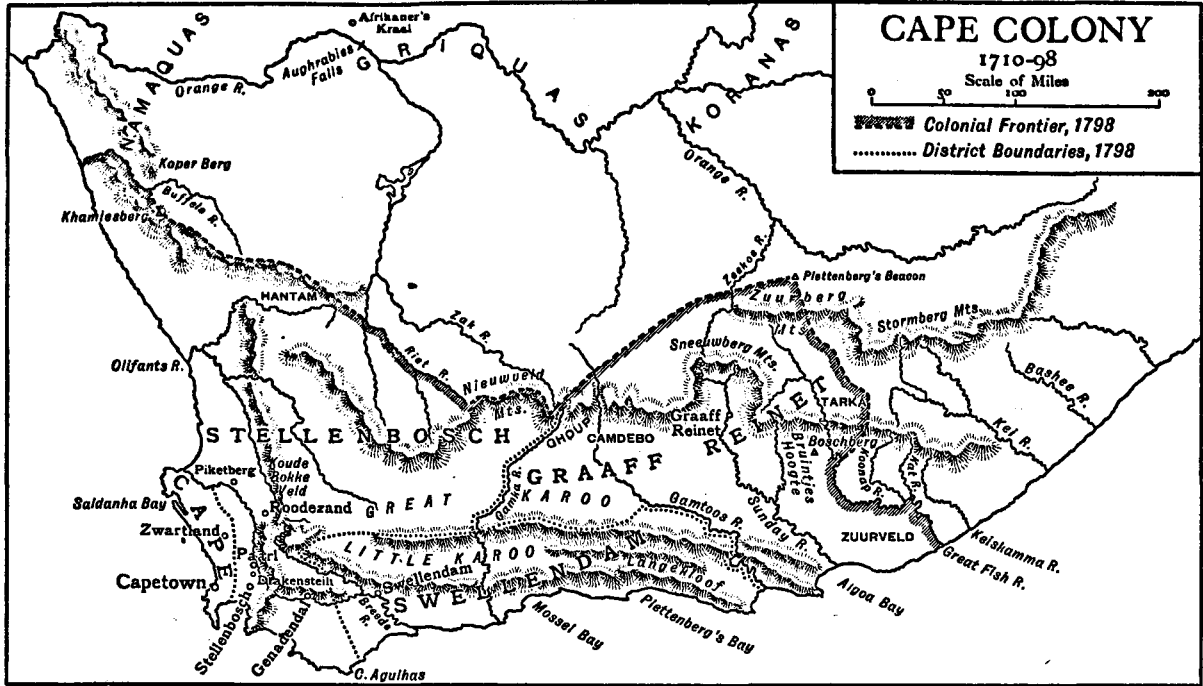 CAPE COLONY
1710-98
Scale of Miles
0 50 100 200
Colonial Frontier, 1798
District Boundaries, 1798
Afrikaner's
Kraal
Aughrabies
Falls
NAMAQUAS
GRIQUAS
KORANAS
Orange R.
Orange R.
Koper Berg
Buffels R.
Khamiesberg
Zeekoe R.
Plettenberg's Beacon
HANTAM
Zuurberg
Mts.
Stormberg Mts.
Zak R.
Riet R.
Olifants R.
Sneeuwberg Mts.
Bashee R.
Nieuwveld
Mts.
TARKA
Graaff
Reinet
STELLENBOSCH
GHOUP
CAMDEBO
Boschberg
Kei R.
GRAAFF REINET
Bruintjes
Hoogte
Koonap R.
Kat R.
Piketberg
Koude
Bokke
Veld
Gamka R.
Saldanha Bay
Roodezand
GREAT KAROO
Gamtoos R.
Sunday R.
Zwartland
CAPE
ZUURVELD
Keiskamma R.
Paarl
LITTLE KAROO
Great Fish R.
Capetown
Drakenstein
Swellendam
Langekloof
SWELLENDAM
Algoa Bay
Breede
R.
Stellenbosch
Genadendal
Mossel Bay
Plettenberg's Bay
C. Agulhas